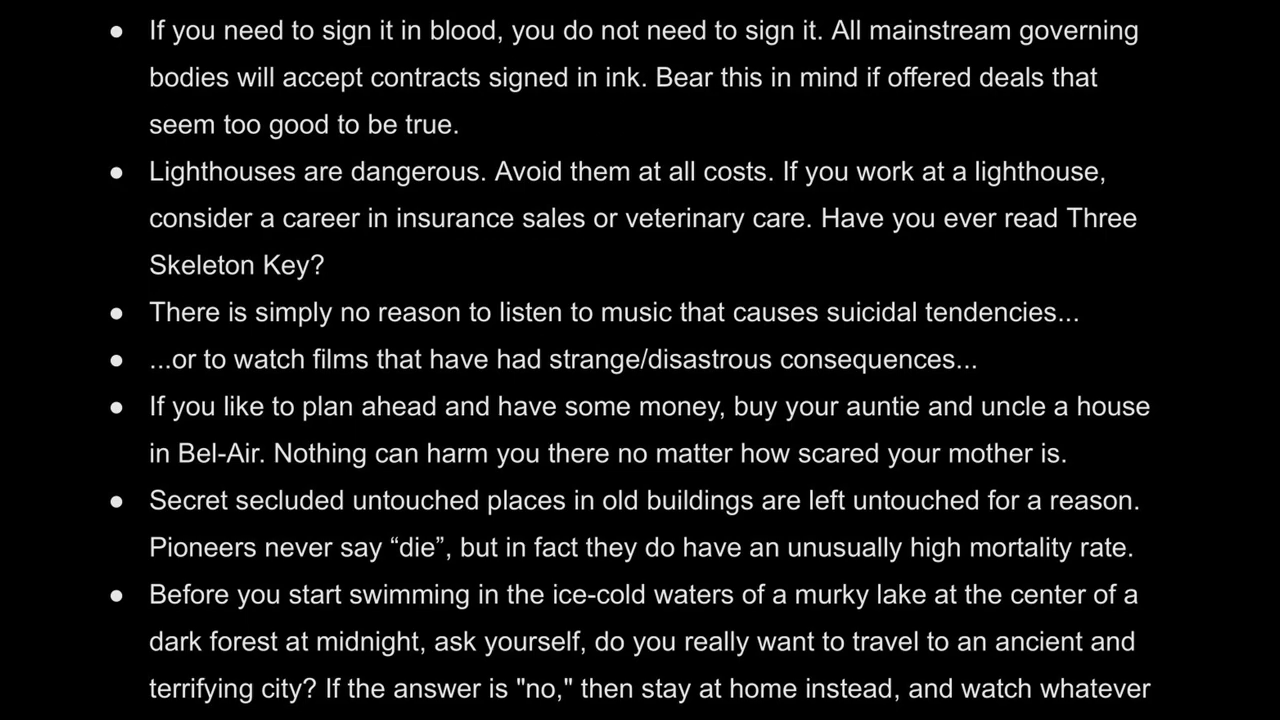 ● If you need to sign it in blood, you do not need to sign it. All mainstream governing
bodies will accept contracts signed in ink. Bear this in mind if offered deals that
seem too good to be true.
● Lighthouses are dangerous. Avoid them at all costs. If you work at a lighthouse,
consider a career in insurance sales or veterinary care. Have you ever read Three
Skeleton Key?
● There is simply no reason to listen to music that causes suicidal tendencies...
● ...or to watch films that have had strange/disastrous consequences...
● If you like to plan ahead and have some money, buy your auntie and uncle a house
in Bel-Air. Nothing can harm you there no matter how scared your mother is.
● Secret secluded untouched places in old buildings are left untouched for a reason.
Pioneers never say “die”, but in fact they do have an unusually high mortality rate.
● Before you start swimming in the ice-cold waters of a murky lake at the center of a
dark forest at midnight, ask yourself, do you really want to travel to an ancient and
terrifying city? If the answer is "no," then stay at home instead, and watch whatever